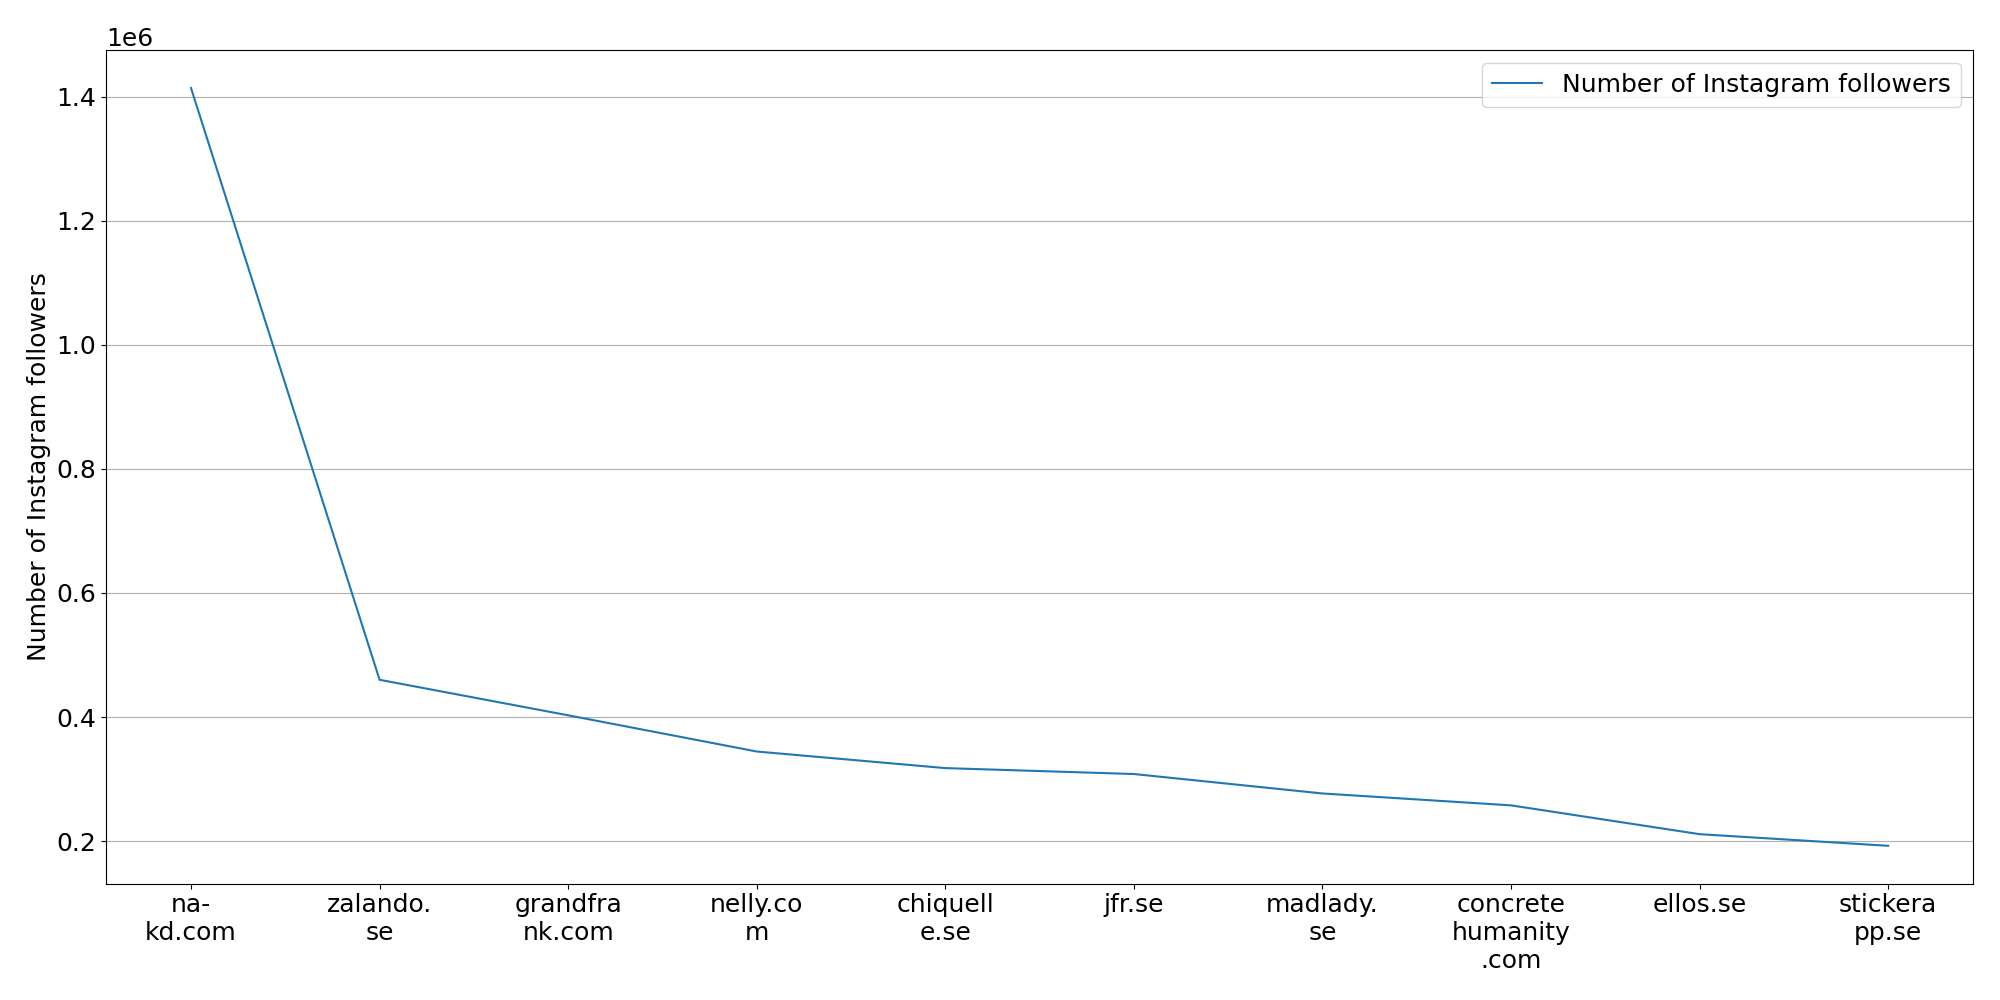 1e6
Number of Instagram followers
1.4
1.2
1.0
0.8
0.6
0.4
0.2
Number of Instagram followers
na-
kd.com
zalando.
se
grandfra
nk.com
nelly.co
m
chiquell
e.se
jfr.se
madlady.
se
concrete
humanity
.com
ellos.se
stickera
pp.se